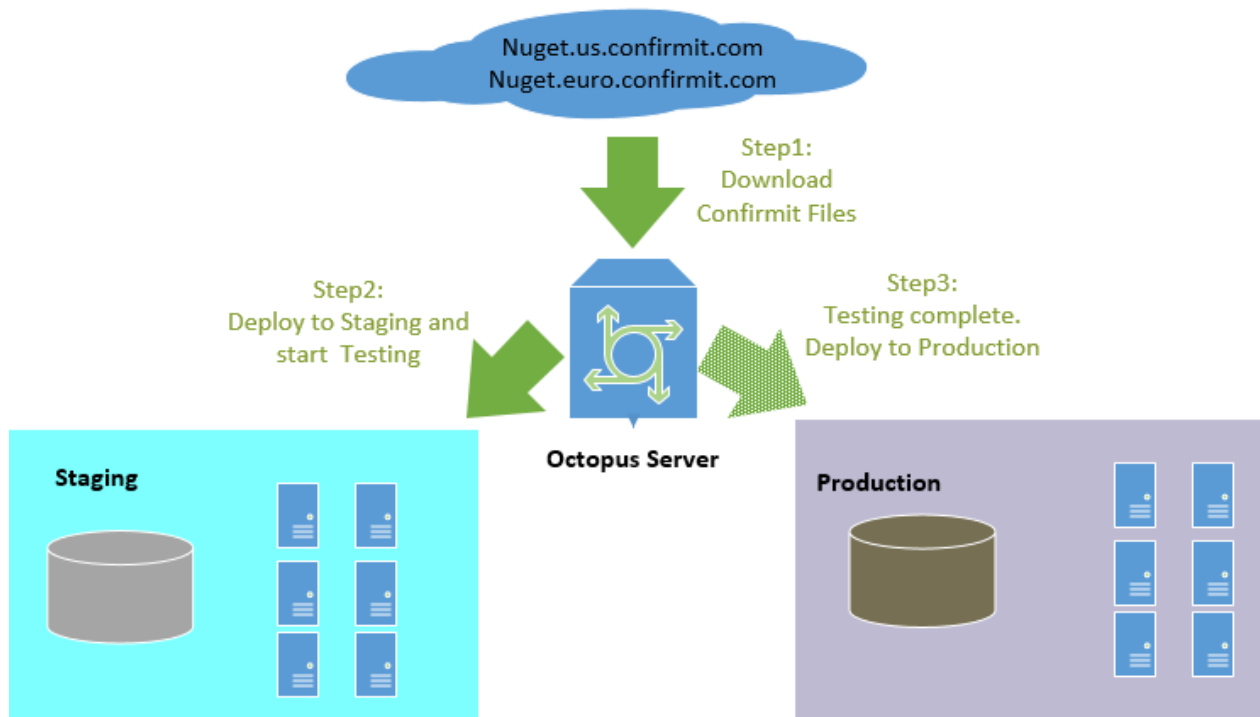 Nuget.us.confirmit.com
Nuget.euro.confirmit.com
Step1:
Download
Confirmit Files
Step2:
Deploy to Staging and
start Testing
Step3:
Testing complete.
Deploy to Production
Octopus Server
Staging
Production